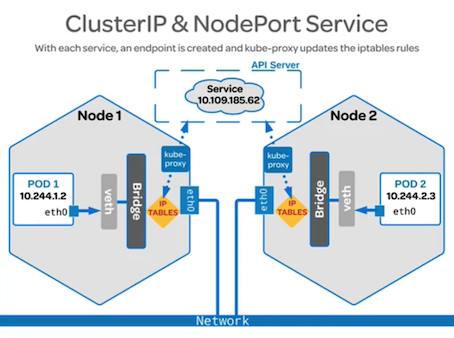 ClusterIP & NodePort Service
With each service, an endpoint is created and kube-proxy updates the iptables rules
API Server
Service
10.109.185.62
Node 1
Node 2
kube-
proxy
kube-
proxy
POD 1
10.244.1.2
eth0
veth
Bridge
IP
TABLES
eth0
eth0
IP
TABLES
Bridge
veth
POD 2
10.244.2.3
eth0
Network